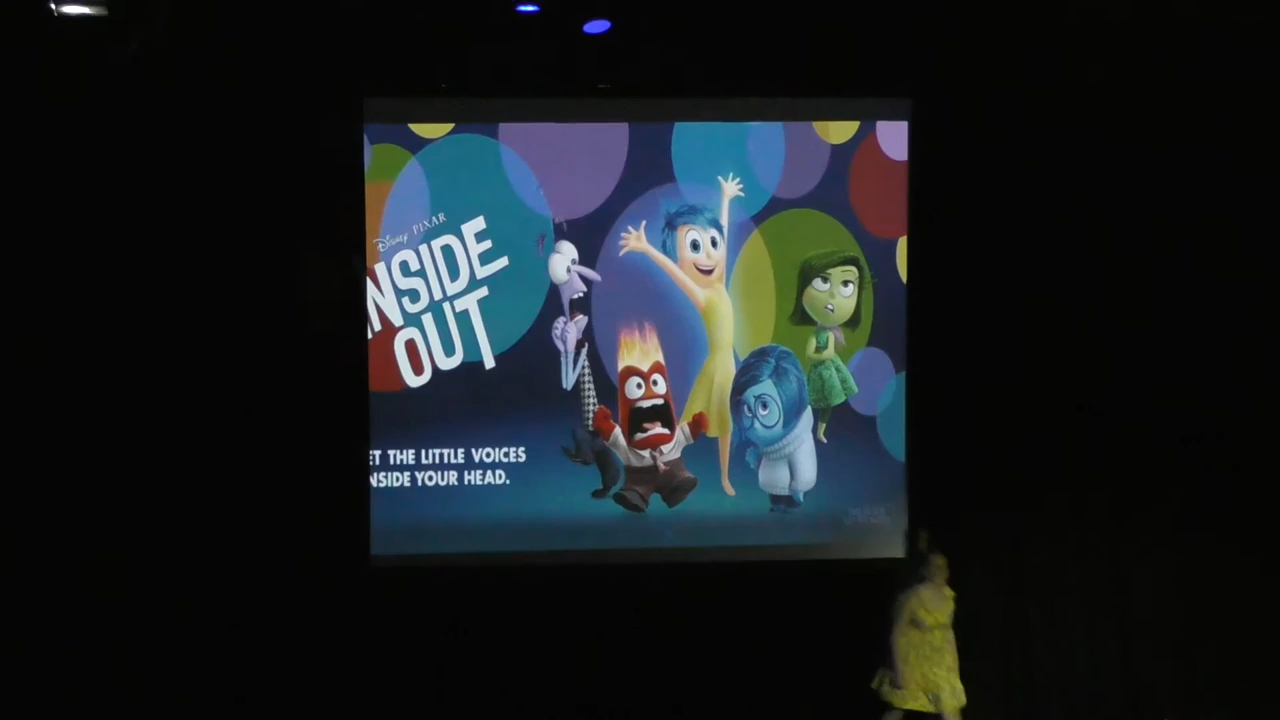 Disney PIXAR
NSIDE
OUT
ET THE LITTLE VOICES
NSIDE YOUR HEAD.